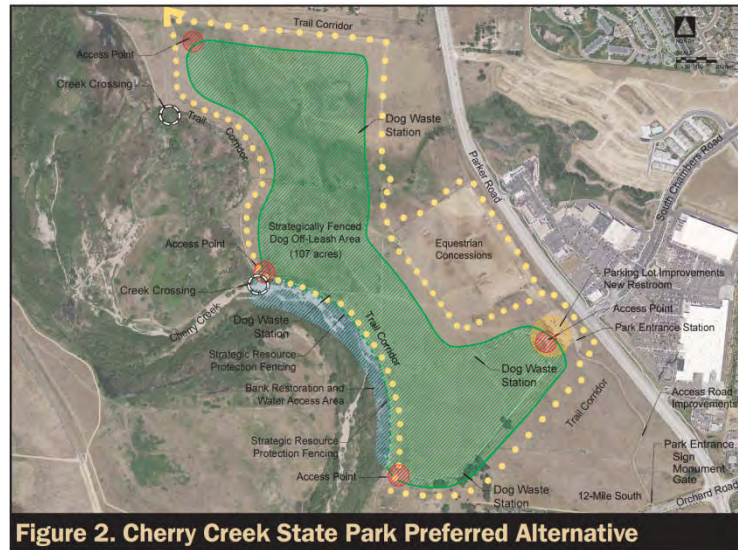 Trail Corridor
Access Point
NORTH
Creek Crossing
Trail Corridor
Dog Waste
Station
Parker Road
South Chambers Road
Strategically Fenced
Dog Off-Leash Area
(107 acres)
Equestrian
Concessions
Access Point
Parking Lot Improvements
New Restroom
Creek Crossing
Access Point
Cherry Creek
Park Entrance Station
Dog Waste
Station
Trail Corridor
Strategic Resource
Protection Fencing
Dog Waste
Station
Bank Restoration and
Water Access Area
Trail Corridor
Access Road
Improvements
Strategic Resource
Protection Fencing
Park Entrance
Sign
Monument
Gate
Access Point
Dog Waste
Station
12-Mile South
Orchard Road
Figure 2. Cherry Creek State Park Preferred Alternative